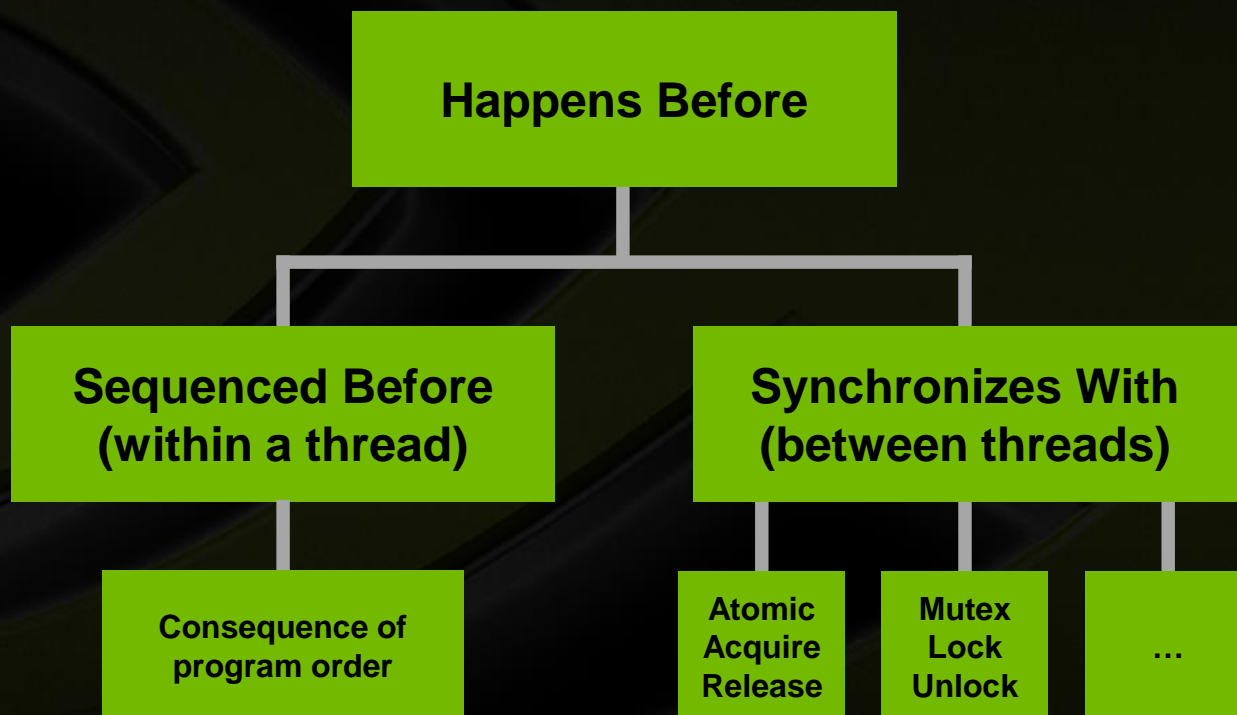 Happens Before
Sequenced Before
(within a thread)
Synchronizes With
(between threads)
Consequence of
program order
Atomic
Acquire
Release
Mutex
Lock
Unlock
…